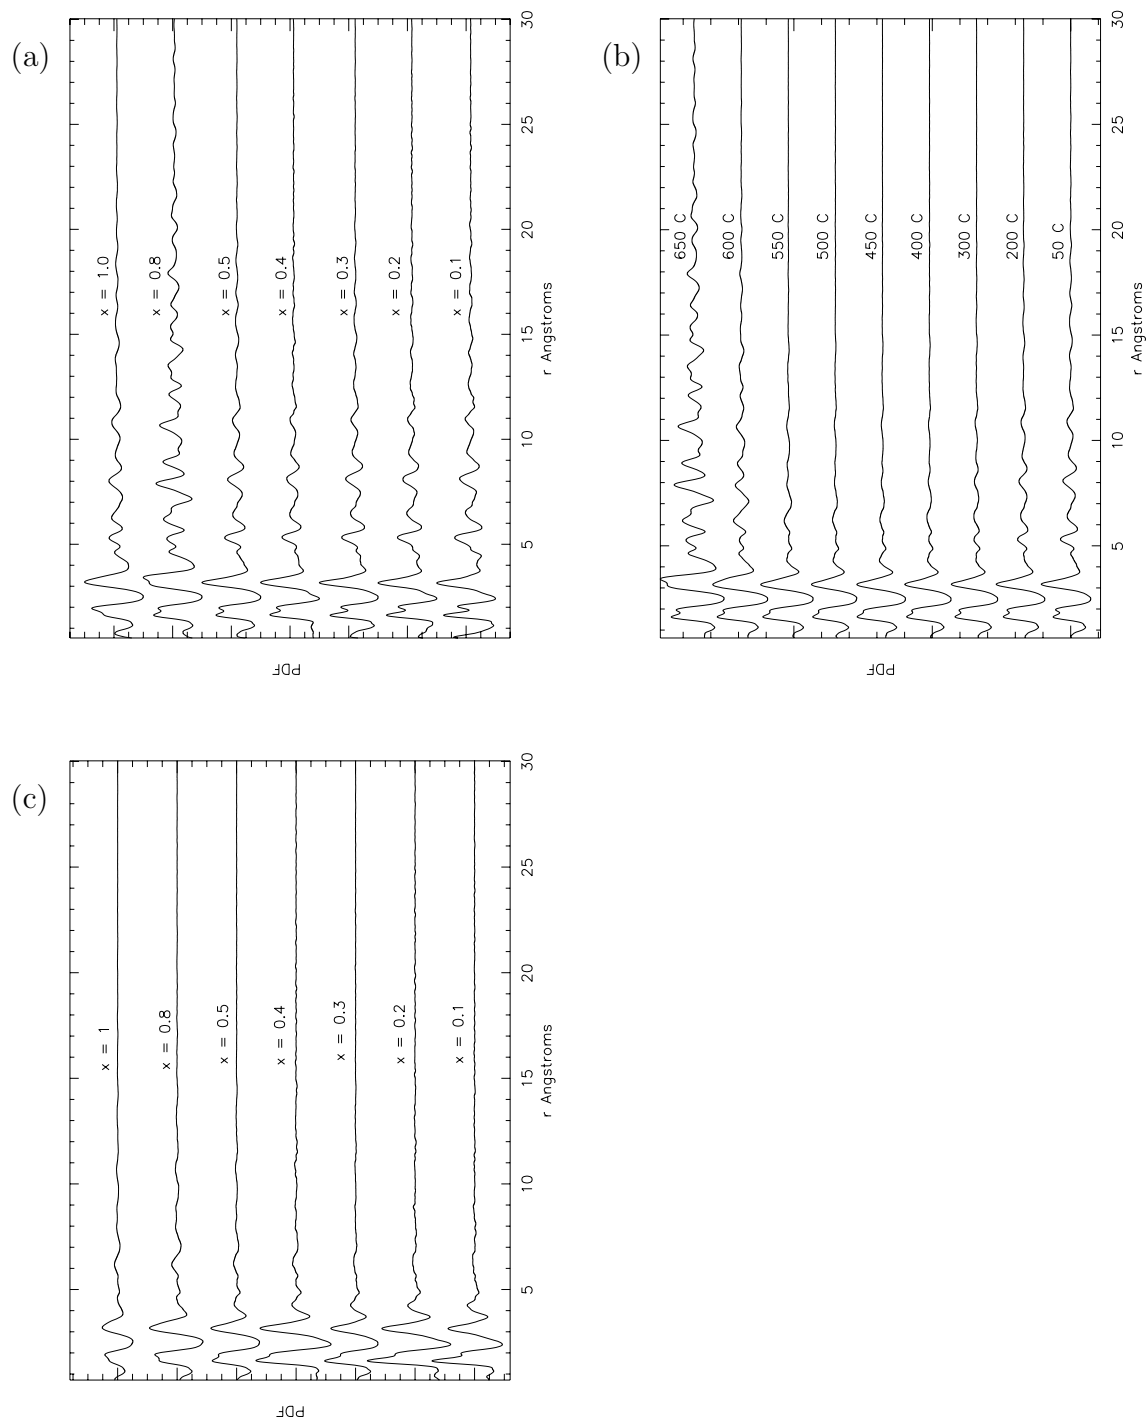 (a)
30
25
20
15
10
5
r Angstroms
PDF
x = 1.0
x = 0.8
x = 0.5
x = 0.4
x = 0.3
x = 0.2
x = 0.1
(b)
30
25
20
15
10
5
r Angstroms
PDF
650 C
600 C
550 C
500 C
450 C
400 C
300 C
200 C
50 C
(c)
30
25
20
15
10
5
r Angstroms
PDF
x = 1
x = 0.8
x = 0.5
x = 0.4
x = 0.3
x = 0.2
x = 0.1